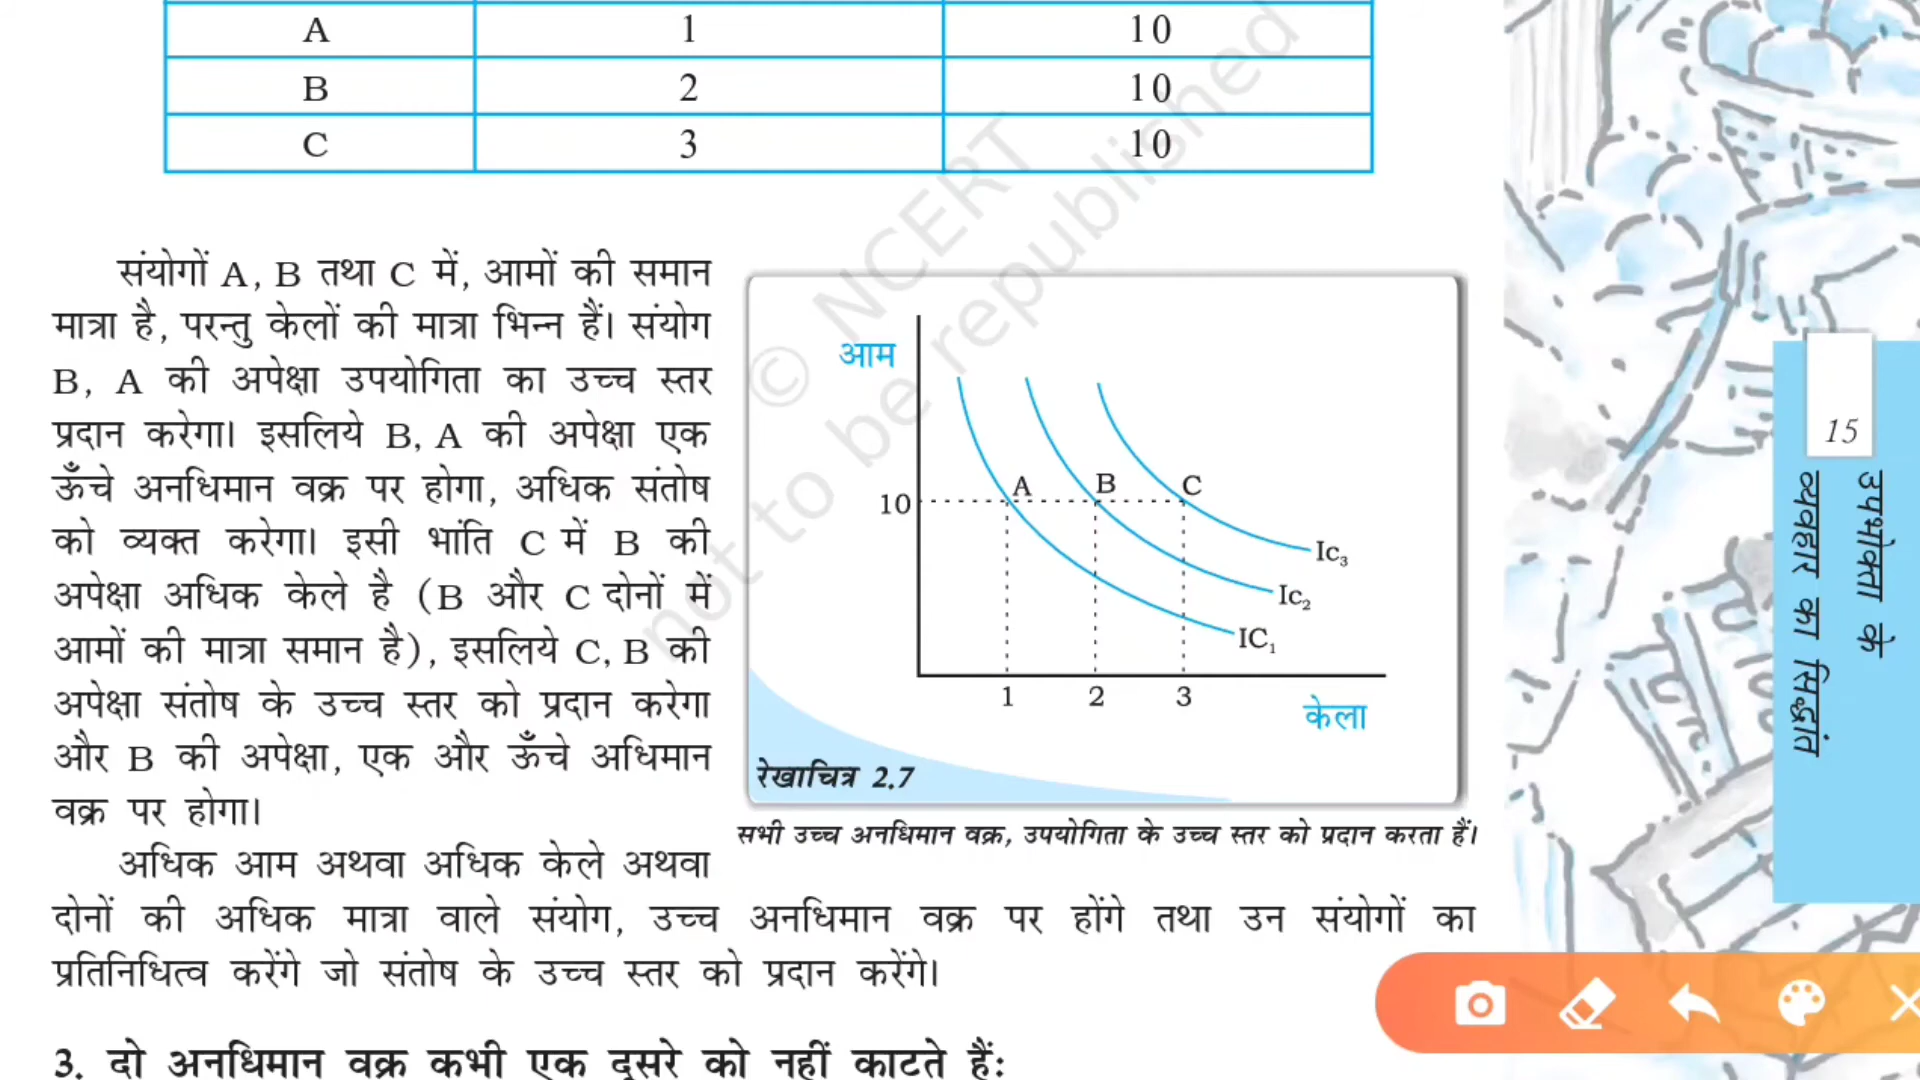 A 1 10
B 2 10
C 3 10
संयोगों A, B तथा C में, आमों की समान
मात्रा है, परन्तु केलों की मात्रा भिन्न हैं। संयोग
B, A की अपेक्षा उपयोगिता का उच्च स्तर
प्रदान करेगा। इसलिये B, A की अपेक्षा एक
ऊँचे अनधिमान वक्र पर होगा, अधिक संतोष
को व्यक्त करेगा। इसी भांति C में B की
अपेक्षा अधिक केले है (B और C दोनों में
आमों की मात्रा समान है), इसलिये C, B की
अपेक्षा संतोष के उच्च स्तर को प्रदान करेगा
और B की अपेक्षा, एक और ऊँचे अधिमान
वक्र पर होगा।
आम
10
A B C
Ic3
Ic2
IC1
1 2 3
केला
रेखाचित्र 2.7
सभी उच्च अनधिमान वक्र, उपयोगिता के उच्च स्तर को प्रदान करता हैं।
अधिक आम अथवा अधिक केले अथवा
दोनों की अधिक मात्रा वाले संयोग, उच्च अनधिमान वक्र पर होंगे तथा उन संयोगों का
प्रतिनिधित्व करेंगे जो संतोष के उच्च स्तर को प्रदान करेंगे।
3. दो अनधिमान वक्र कभी एक दूसरे को नहीं काटते हैं:
15
उपभोक्ता के
व्यवहार का सिद्धांत
© NCERT
not to be republished